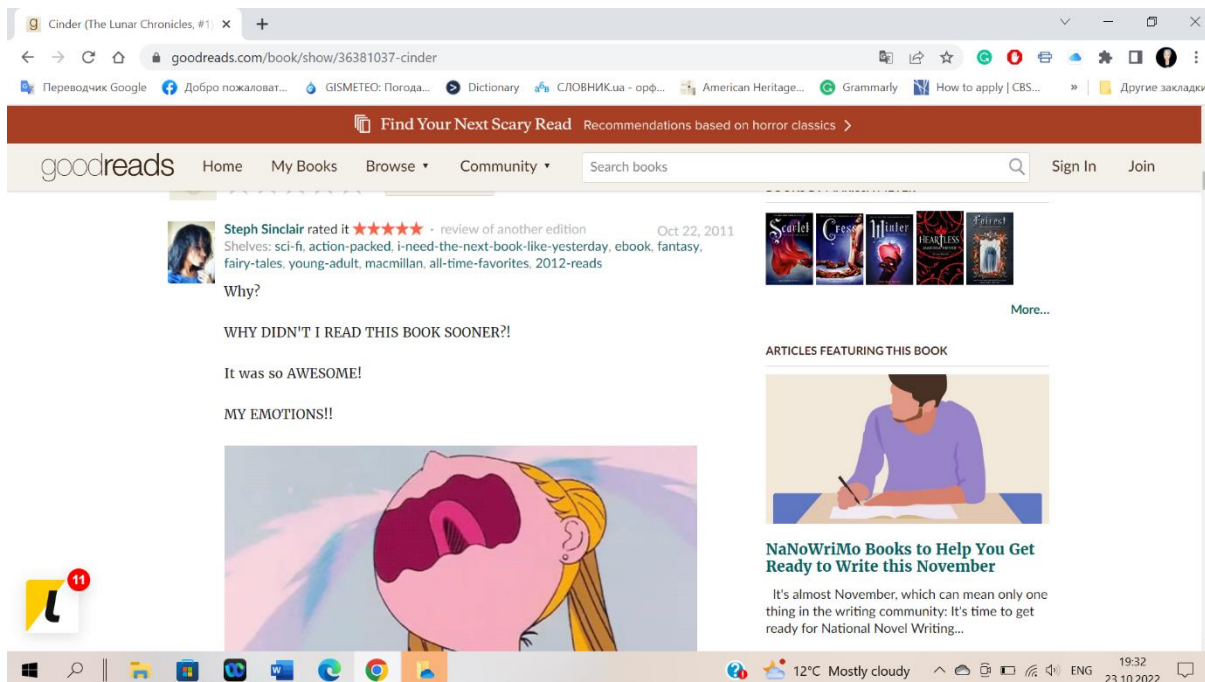 Cinder (The Lunar Chronicles, #1)
goodreads.com/book/show/36381037-cinder
Переводчик Google
Добро пожаловат...
GISMETEO: Погода...
Dictionary
СЛОВНИК.ua - орф...
American Heritage...
Grammarly
How to apply | CBS...
»
Другие закладки
Find Your Next Scary Read Recommendations based on horror classics >
goodreads Home My Books Browse Community Search books Sign In Join
Steph Sinclair rated it ★★★★★ · review of another edition Oct 22, 2011
Shelves: sci-fi, action-packed, i-need-the-next-book-like-yesterday, ebook, fantasy,
fairy-tales, young-adult, macmillan, all-time-favorites, 2012-reads
Why?
WHY DIDN'T I READ THIS BOOK SOONER?!
It was so AWESOME!
MY EMOTIONS!!
Scarlet
Cress
Winter
HEARTLESS
Fairest
More...
ARTICLES FEATURING THIS BOOK
NaNoWriMo Books to Help You Get
Ready to Write this November
It's almost November, which can mean only one
thing in the writing community: It's time to get
ready for National Novel Writing...
11
12°C Mostly cloudy
ENG
19:32
23.10.2022